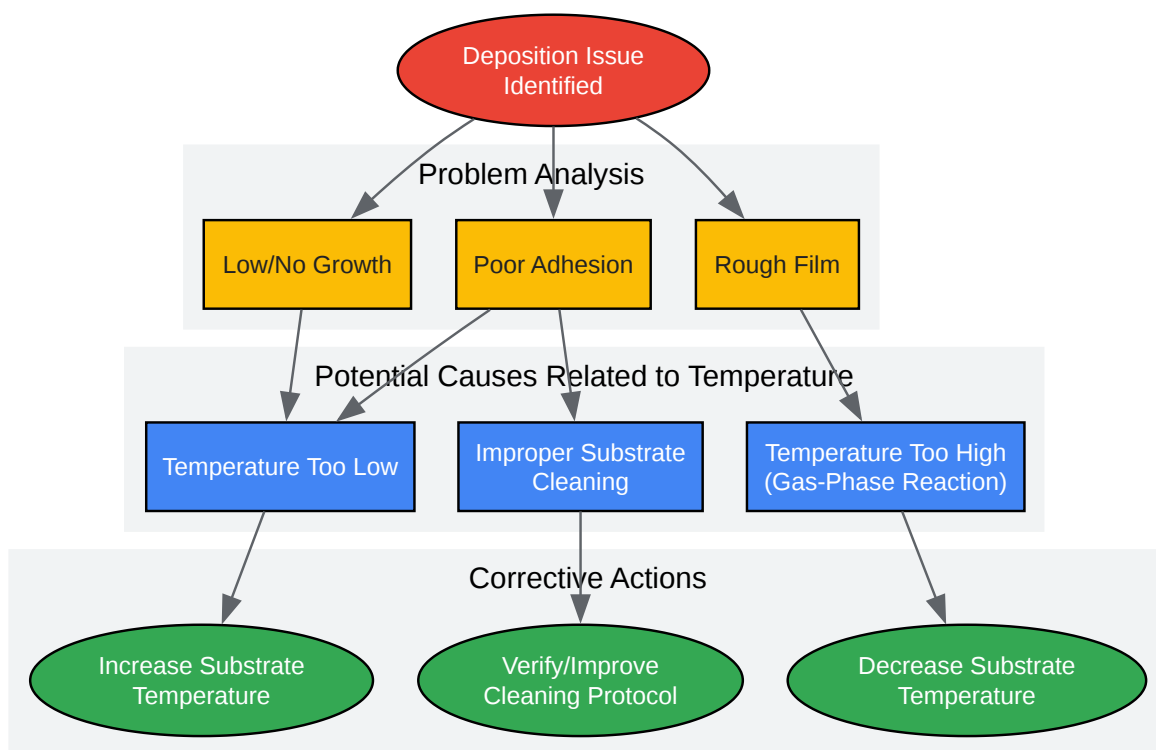 Deposition Issue
Identified
Problem Analysis
Low/No Growth
Poor Adhesion
Rough Film
Potential Causes Related to Temperature
Temperature Too Low
Improper Substrate
Cleaning
Temperature Too High
(Gas-Phase Reaction)
Corrective Actions
Increase Substrate
Temperature
Verify/Improve
Cleaning Protocol
Decrease Substrate
Temperature